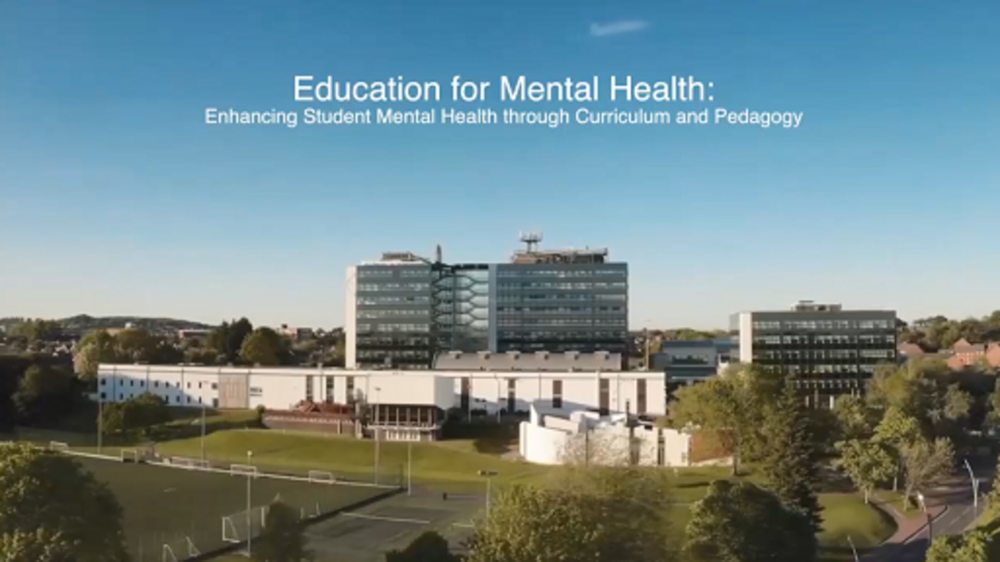 Education for Mental Health:
Enhancing Student Mental Health through Curriculum and Pedagogy